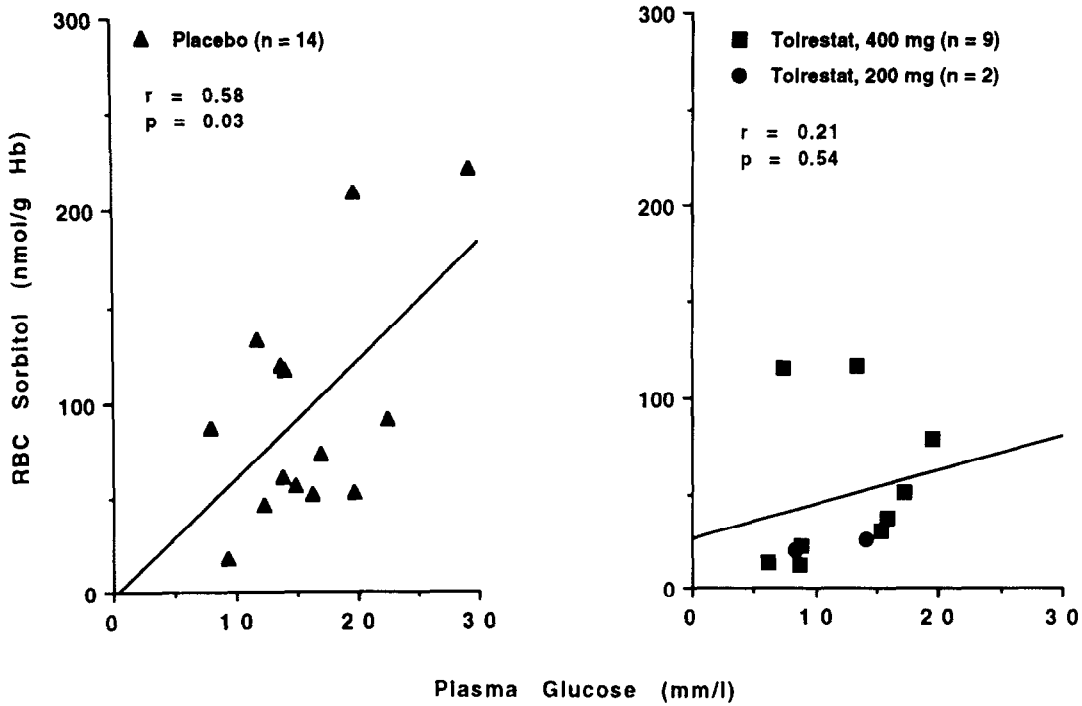 RBC Sorbitol (nmol/g Hb)
300
200
100
0
Placebo (n = 14)
r = 0.58
p = 0.03
0
10
20
30
300
200
100
0
Tolrestat, 400 mg (n = 9)
Tolrestat, 200 mg (n = 2)
r = 0.21
p = 0.54
0
10
20
30
Plasma Glucose (mm/l)